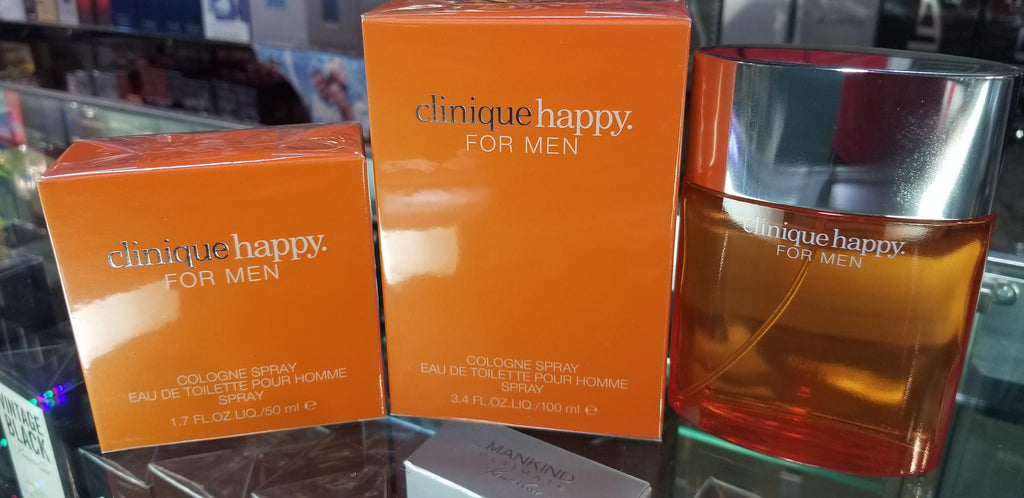 clinique happy.
FOR MEN
COLOGNE SPRAY
EAU DE TOILETTE POUR HOMME
SPRAY
1.7 FL.OZ.LIQ./50 ml ℮
clinique happy.
FOR MEN
COLOGNE SPRAY
EAU DE TOILETTE POUR HOMME
SPRAY
3.4 FL.OZ.LIQ./100 ml ℮
clinique happy.
FOR MEN
VINTAGE
BLACK
MANKIND